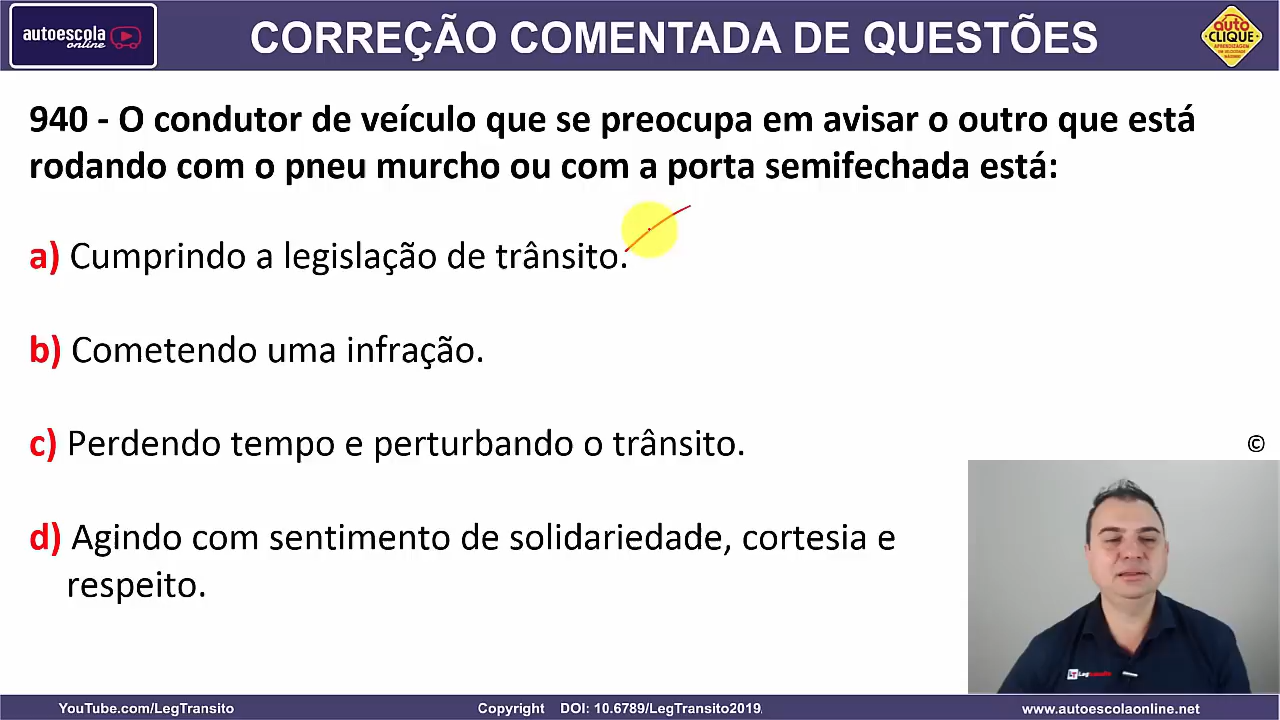 autoescola
online
CORREÇÃO COMENTADA DE QUESTÕES
auto
CLIQUE
940 - O condutor de veículo que se preocupa em avisar o outro que está
rodando com o pneu murcho ou com a porta semifechada está:
a) Cumprindo a legislação de trânsito.
b) Cometendo uma infração.
c) Perdendo tempo e perturbando o trânsito.
©
d) Agindo com sentimento de solidariedade, cortesia e
respeito.
YouTube.com/LegTransito
Copyright DOI: 10.6789/LegTransito2019
www.autoescolaonline.net